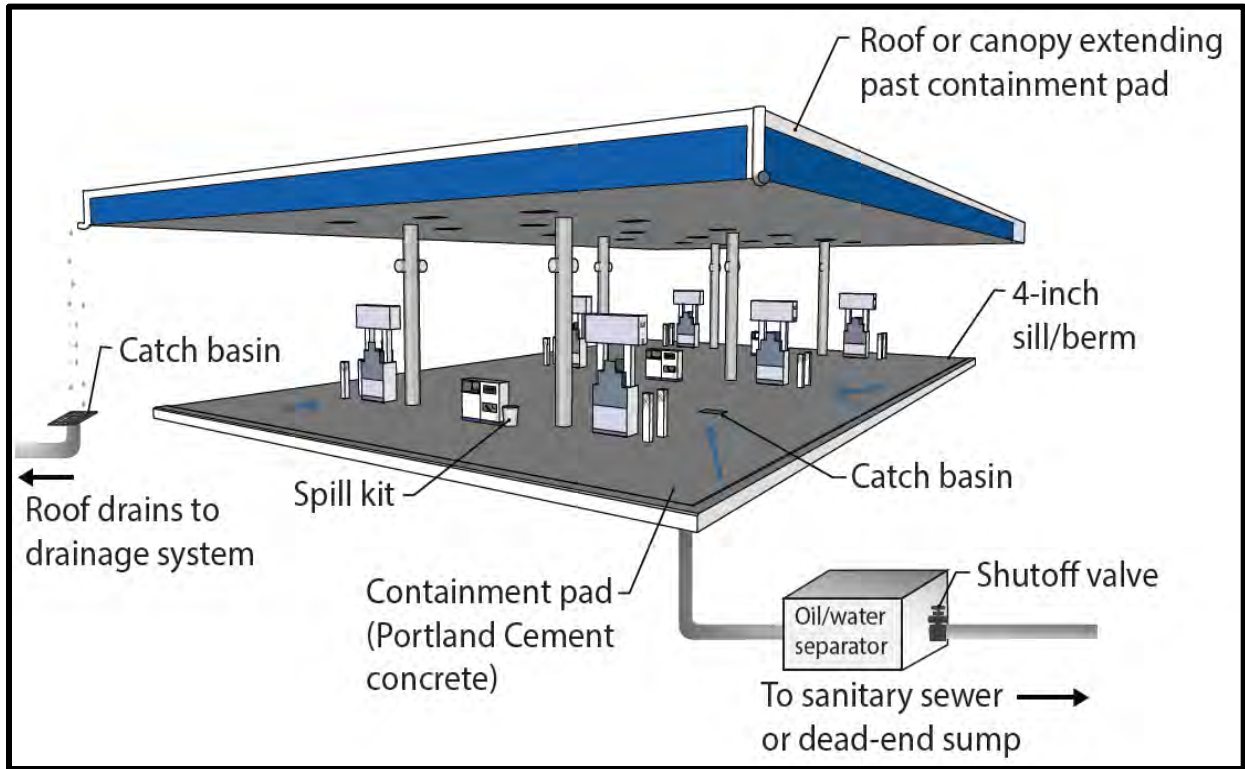 Roof or canopy extending
past containment pad
4-inch
sill/berm
Catch basin
Roof drains to
drainage system
Spill kit
Catch basin
Containment pad
(Portland Cement
concrete)
Shutoff valve
Oil/water
separator
To sanitary sewer
or dead-end sump